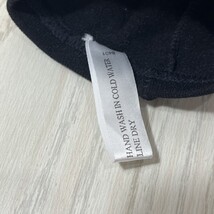 HAND WASH IN COLD WATER
LINE DRY